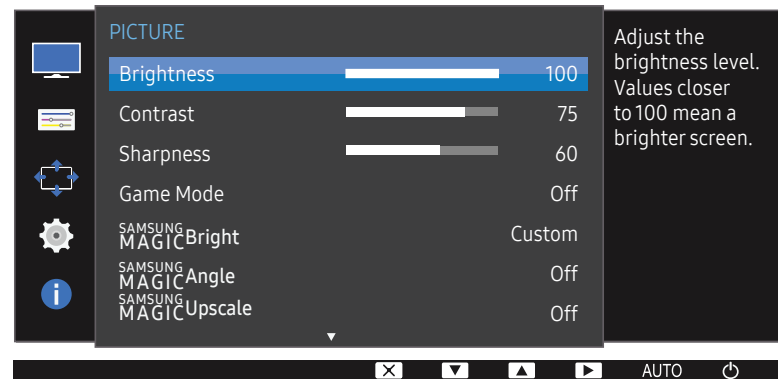 PICTURE
Brightness 100
Contrast 75
Sharpness 60
Game Mode Off
SAMSUNG
MAGICBright Custom
SAMSUNG
MAGICAngle Off
SAMSUNG
MAGICUpscale Off
Adjust the
brightness level.
Values closer
to 100 mean a
brighter screen.
AUTO